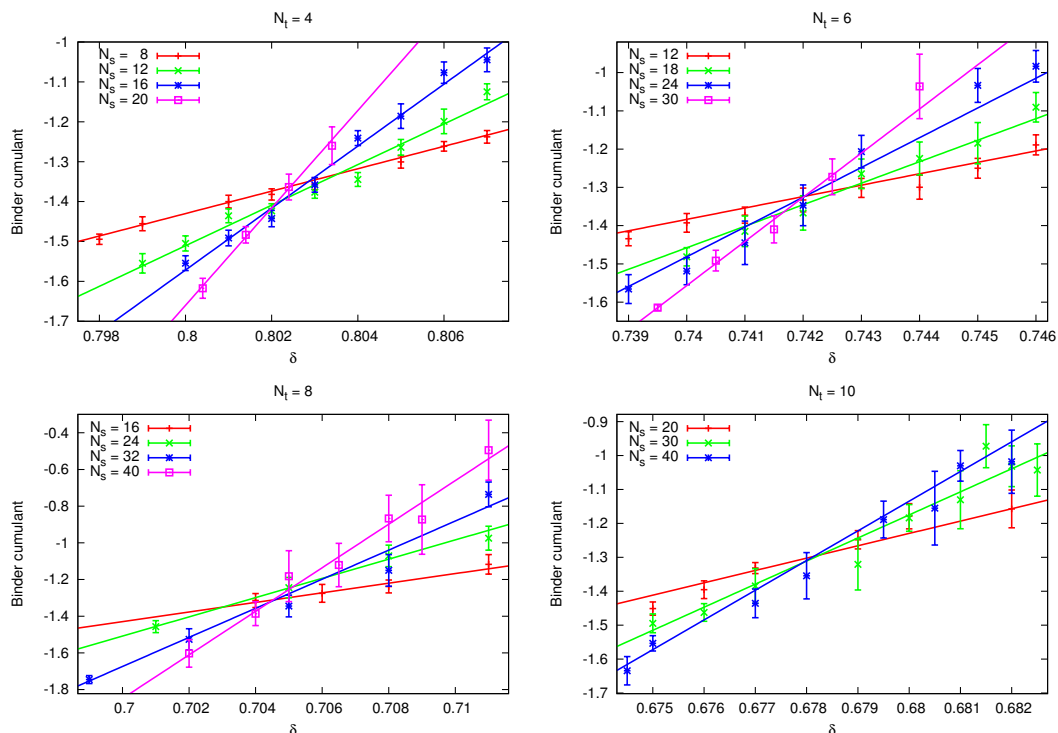 N_t = 4
-1
-1.1
-1.2
-1.3
-1.4
-1.5
-1.6
-1.7
Binder cumulant
N_s = 8
N_s = 12
N_s = 16
N_s = 20
0.798 0.8 0.802 0.804 0.806
δ
N_t = 6
-1
-1.1
-1.2
-1.3
-1.4
-1.5
-1.6
Binder cumulant
N_s = 12
N_s = 18
N_s = 24
N_s = 30
0.739 0.74 0.741 0.742 0.743 0.744 0.745 0.746
δ
N_t = 8
-0.4
-0.6
-0.8
-1
-1.2
-1.4
-1.6
-1.8
Binder cumulant
N_s = 16
N_s = 24
N_s = 32
N_s = 40
0.7 0.702 0.704 0.706 0.708 0.71
δ
N_t = 10
-0.9
-1
-1.1
-1.2
-1.3
-1.4
-1.5
-1.6
-1.7
Binder cumulant
N_s = 20
N_s = 30
N_s = 40
0.675 0.676 0.677 0.678 0.679 0.68 0.681 0.682
δ